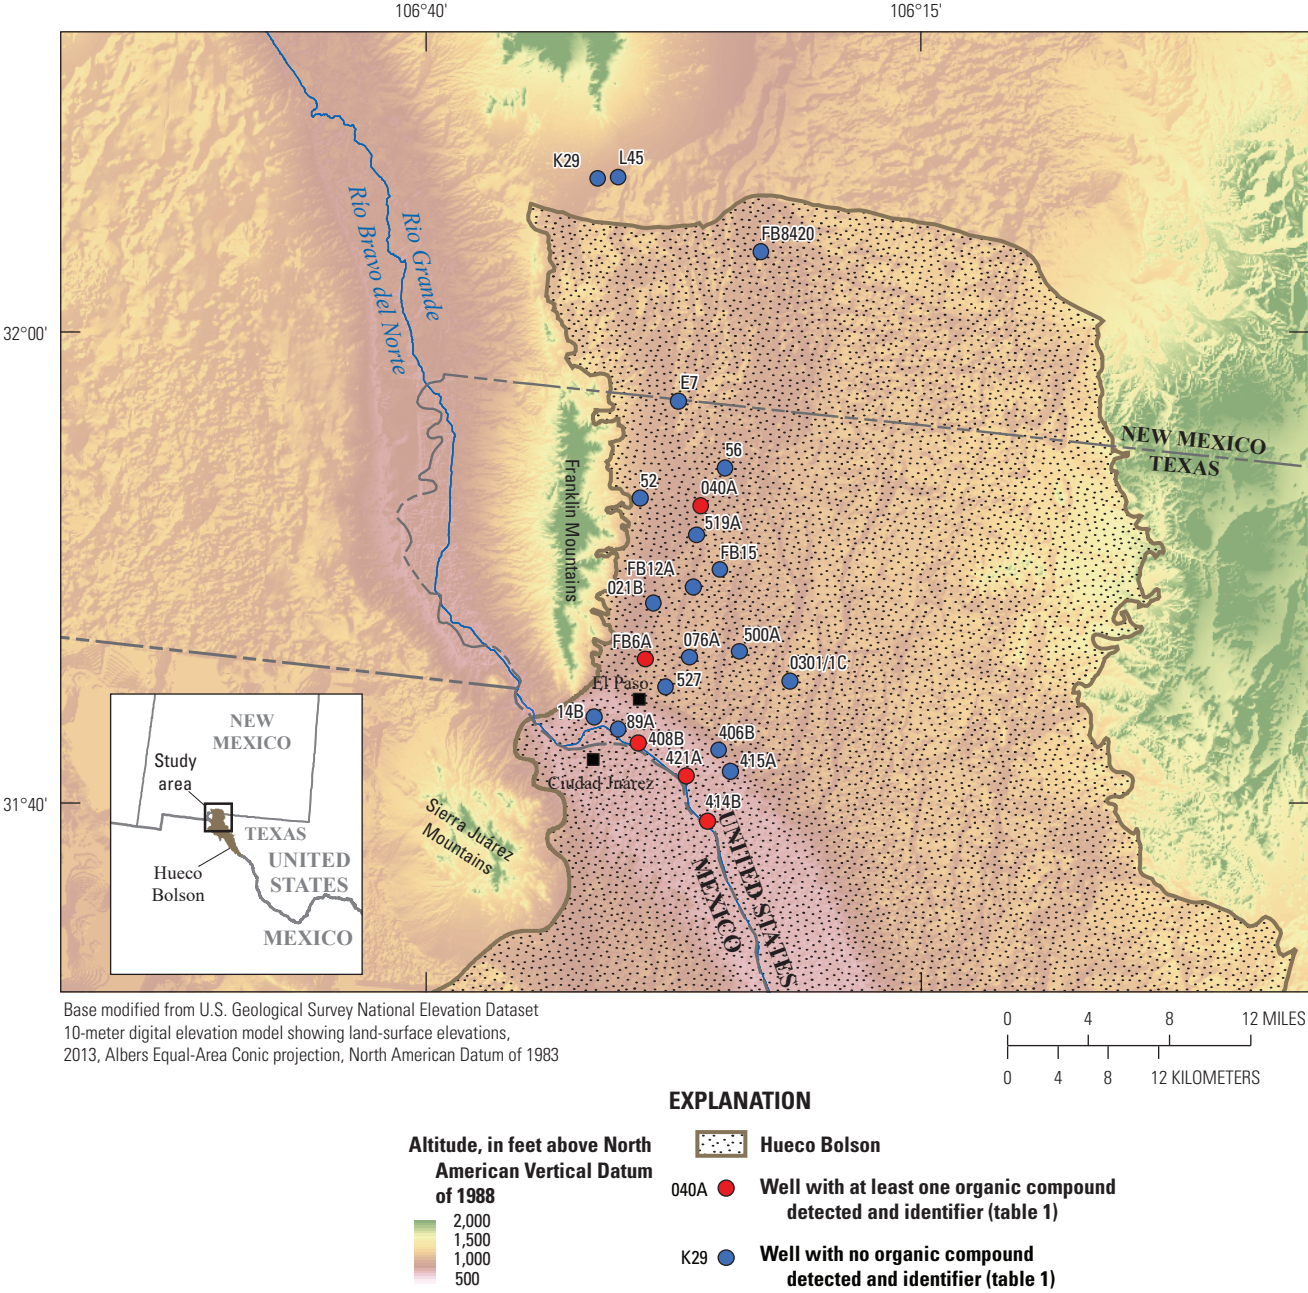 106°40'
106°15'
K29
L45
FB8420
Rio Grande
Río Bravo del Norte
32°00'
E7
NEW MEXICO
TEXAS
56
52
040A
Franklin Mountains
519A
FB15
FB12A
021B
FB6A
076A
500A
0301/1C
El Paso
527
14B
89A
408B
406B
421A
415A
Ciudad Juárez
414B
31°40'
Sierra Juárez
Mountains
UNITED STATES
MEXICO
NEW
MEXICO
Study
area
TEXAS
UNITED
STATES
Hueco
Bolson
MEXICO
Base modified from U.S. Geological Survey National Elevation Dataset
10-meter digital elevation model showing land-surface elevations,
2013, Albers Equal-Area Conic projection, North American Datum of 1983
0 4 8 12 MILES
0 4 8 12 KILOMETERS
EXPLANATION
Altitude, in feet above North
American Vertical Datum
of 1988
2,000
1,500
1,000
500
Hueco Bolson
040A
Well with at least one organic compound
detected and identifier (table 1)
K29
Well with no organic compound
detected and identifier (table 1)